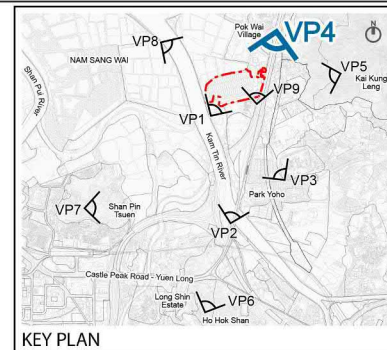 Pok Wai
Village
VP4
VP8
NAM SANG WAI
VP5
Kai Kung
Leng
Shan Pui River
VP9
VP1
Kam Tin River
VP3
Park Yoho
VP7
Shan Pin
Tsuen
VP2
Castle Peak Road - Yuen Long
Long Shin
Estate
VP6
Ho Hok Shan
KEY PLAN